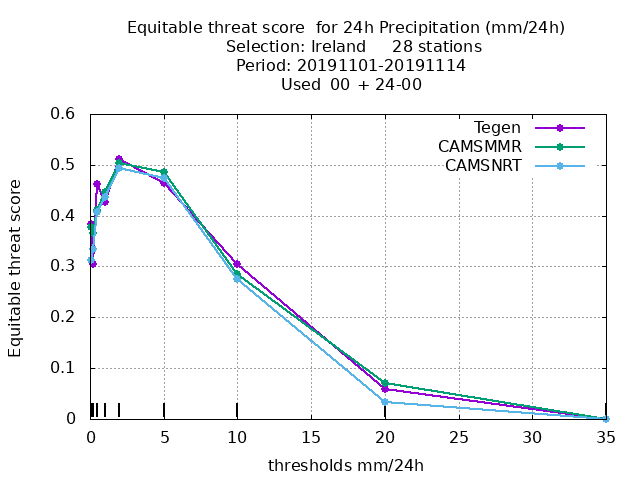 Equitable threat score  for 24h Precipitation (mm/24h)
Selection: Ireland     28 stations
Period: 20191101-20191114
Used  00 + 24-00
Tegen
CAMSMMR
CAMSNRT
Equitable threat score
0.6
0.5
0.4
0.3
0.2
0.1
0
0 5 10 15 20 25 30 35
thresholds mm/24h